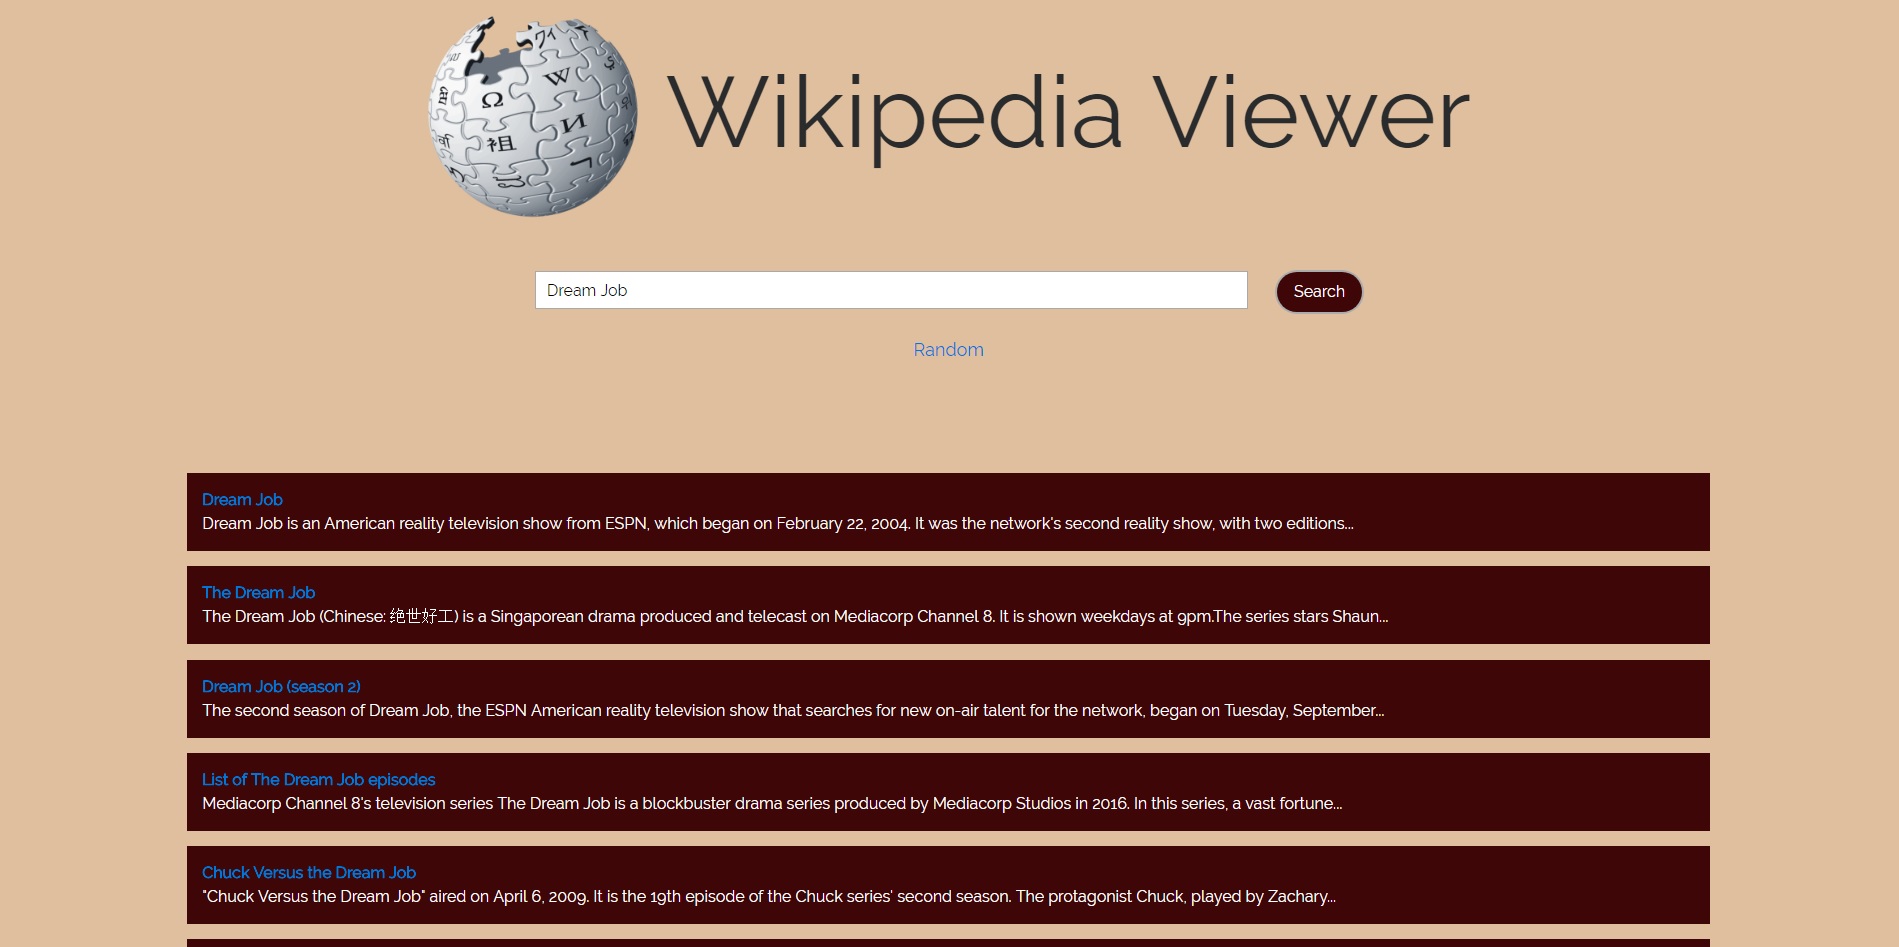 Ω W И 祖
Wikipedia Viewer
Dream Job
Search
Random
Dream Job
Dream Job is an American reality television show from ESPN, which began on February 22, 2004. It was the network's second reality show, with two editions...
The Dream Job
The Dream Job (Chinese: 绝世好工) is a Singaporean drama produced and telecast on Mediacorp Channel 8. It is shown weekdays at 9pm.The series stars Shaun...
Dream Job (season 2)
The second season of Dream Job, the ESPN American reality television show that searches for new on-air talent for the network, began on Tuesday, September...
List of The Dream Job episodes
Mediacorp Channel 8's television series The Dream Job is a blockbuster drama series produced by Mediacorp Studios in 2016. In this series, a vast fortune...
Chuck Versus the Dream Job
"Chuck Versus the Dream Job" aired on April 6, 2009. It is the 19th episode of the Chuck series' second season. The protagonist Chuck, played by Zachary...